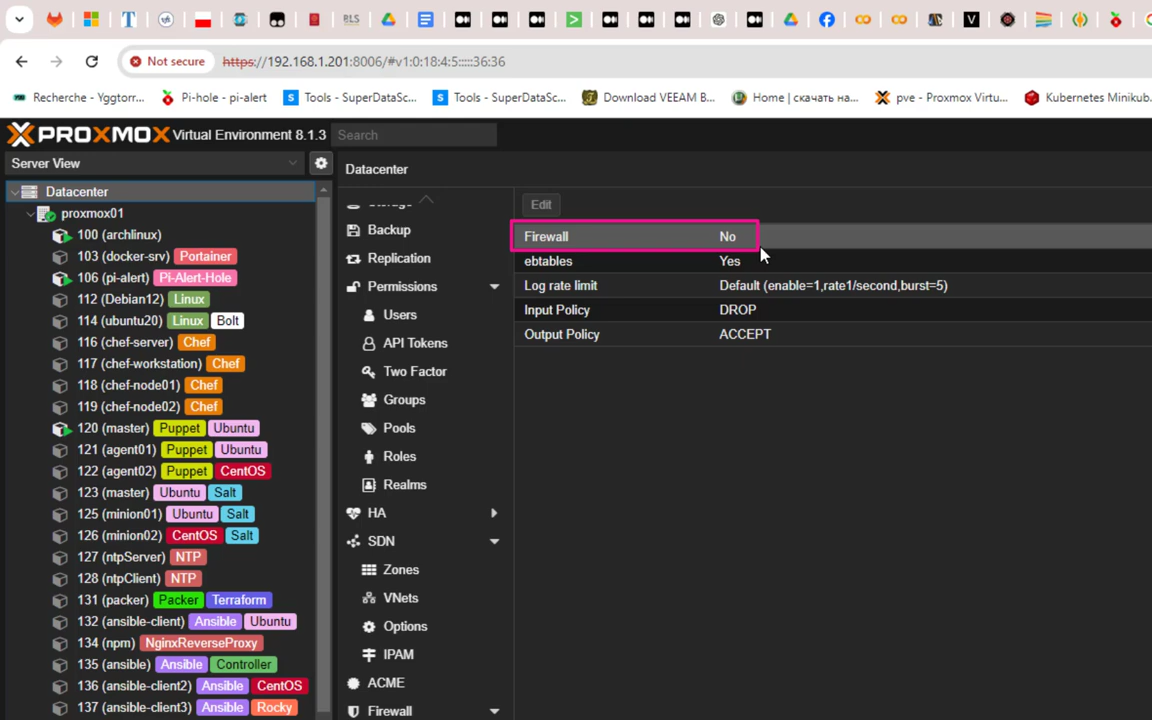 BLS
V
Not secure
https://192.168.1.201:8006/#v1:0:18:4:5:::::36:36
Recherche - Yggtorr...
Pi-hole - pi-alert
Tools - SuperDataSc...
Tools - SuperDataSc...
Download VEEAM B...
Home | скачать на...
pve - Proxmox Virtu...
Kubernetes Minikub
PROXMOX Virtual Environment 8.1.3
Search
Server View
Datacenter
proxmox01
100 (archlinux)
103 (docker-srv) Portainer
106 (pi-alert) Pi-Alert-Hole
112 (Debian12) Linux
114 (ubuntu20) Linux Bolt
116 (chef-server) Chef
117 (chef-workstation) Chef
118 (chef-node01) Chef
119 (chef-node02) Chef
120 (master) Puppet Ubuntu
121 (agent01) Puppet Ubuntu
122 (agent02) Puppet CentOS
123 (master) Ubuntu Salt
125 (minion01) Ubuntu Salt
126 (minion02) CentOS Salt
127 (ntpServer) NTP
128 (ntpClient) NTP
131 (packer) Packer Terraform
132 (ansible-client) Ansible Ubuntu
134 (npm) NginxReverseProxy
135 (ansible) Ansible Controller
136 (ansible-client2) Ansible CentOS
137 (ansible-client3) Ansible Rocky
Datacenter
Storage
Backup
Replication
Permissions
Users
API Tokens
Two Factor
Groups
Pools
Roles
Realms
HA
SDN
Zones
VNets
Options
IPAM
ACME
Firewall
Edit
Firewall No
ebtables Yes
Log rate limit Default (enable=1,rate1/second,burst=5)
Input Policy DROP
Output Policy ACCEPT